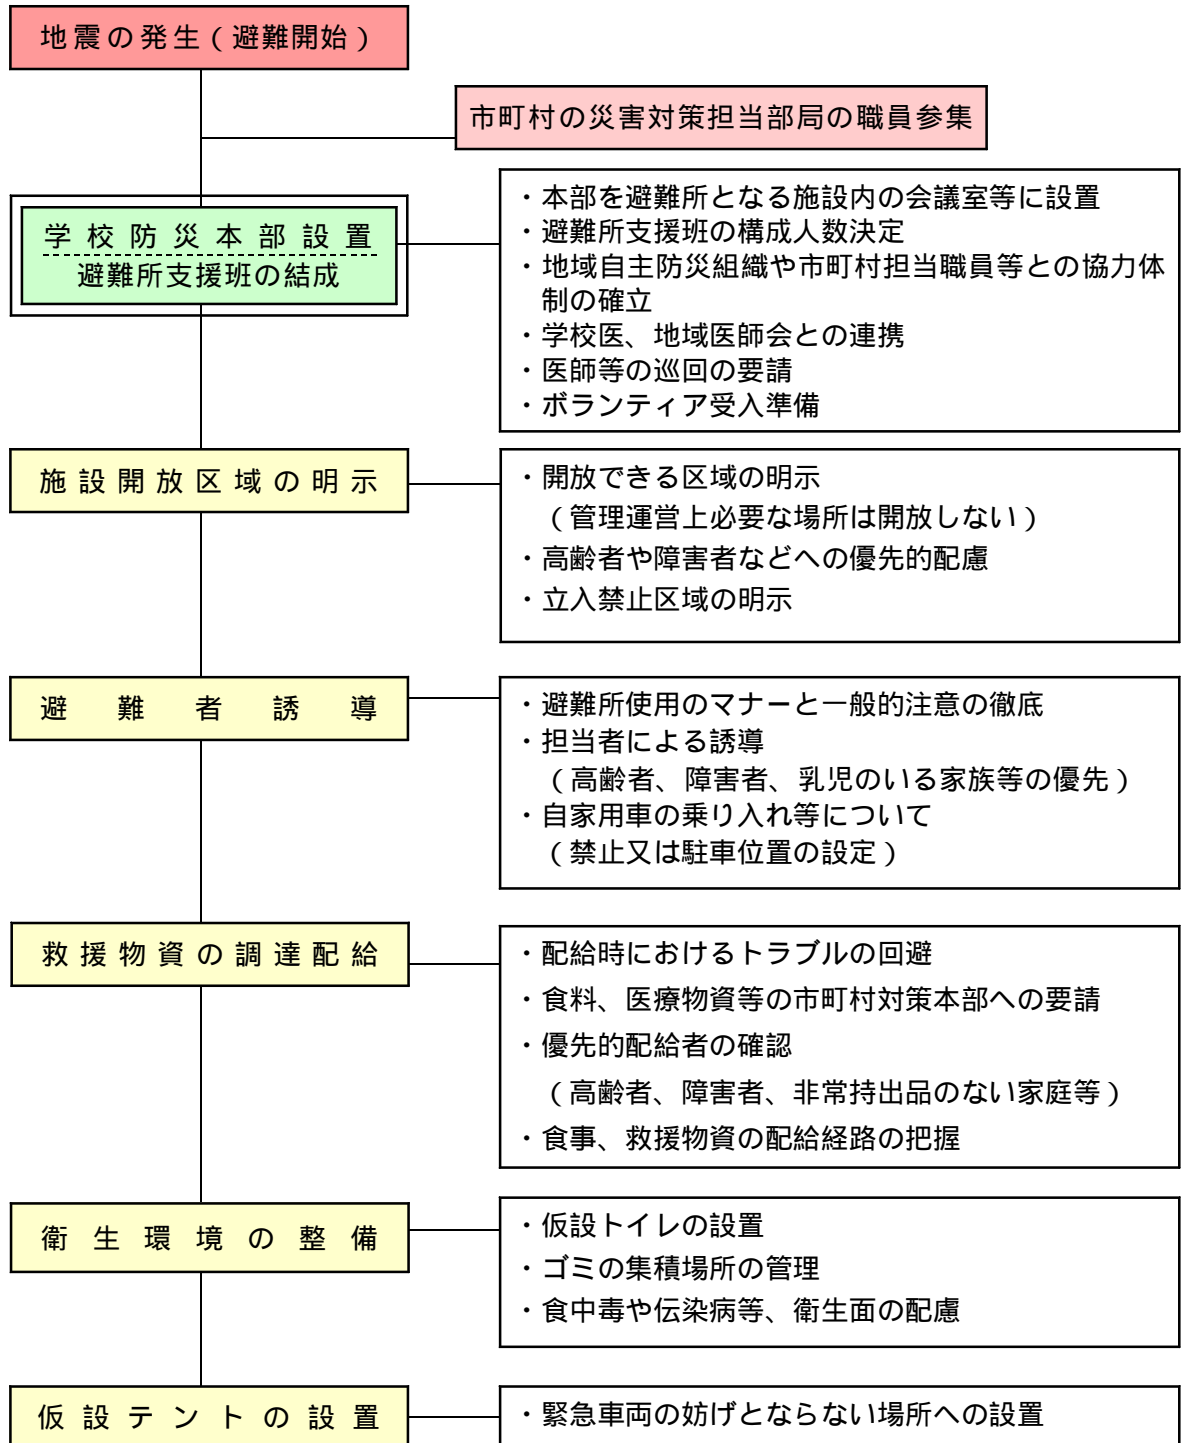 地震の発生(避難開始)
市町村の災害対策担当部局の職員参集
学校防災本部設置
避難所支援班の結成
・本部を避難所となる施設内の会議室等に設置
・避難所支援班の構成人数決定
・地域自主防災組織や市町村担当職員等との協力体
制の確立
・学校医、地域医師会との連携
・医師等の巡回の要請
・ボランティア受入準備
施設開放区域の明示
・開放できる区域の明示
(管理運営上必要な場所は開放しない)
・高齢者や障害者などへの優先的配慮
・立入禁止区域の明示
避難者誘導
・避難所使用のマナーと一般的注意の徹底
・担当者による誘導
(高齢者、障害者、乳児のいる家族等の優先)
・自家用車の乗り入れ等について
(禁止又は駐車位置の設定)
救援物資の調達配給
・配給時におけるトラブルの回避
・食料、医療物資等の市町村対策本部への要請
・優先的配給者の確認
(高齢者、障害者、非常持出品のない家庭等)
・食事、救援物資の配給経路の把握
衛生環境の整備
・仮設トイレの設置
・ゴミの集積場所の管理
・食中毒や伝染病等、衛生面の配慮
仮設テントの設置
・緊急車両の妨げとならない場所への設置